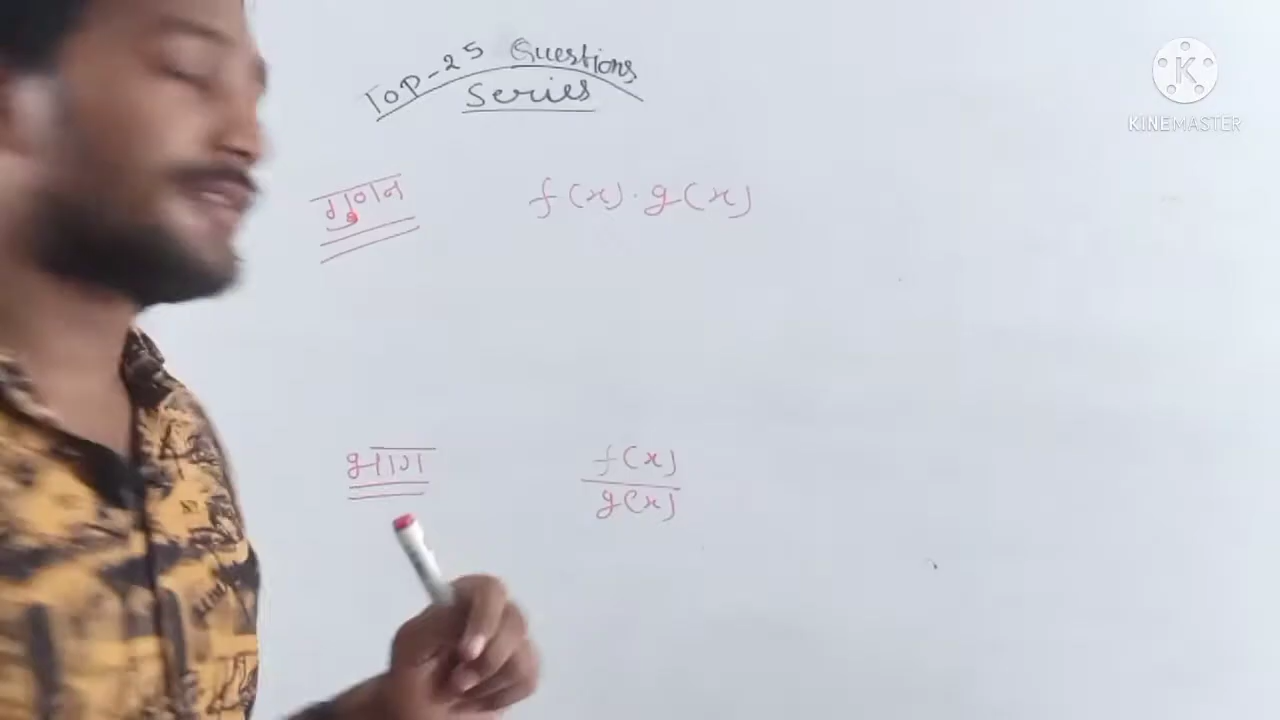 Top-25 Questions
Series
KINEMASTER
गुणन f(x).g(x)
भाग f(x)
g(x)